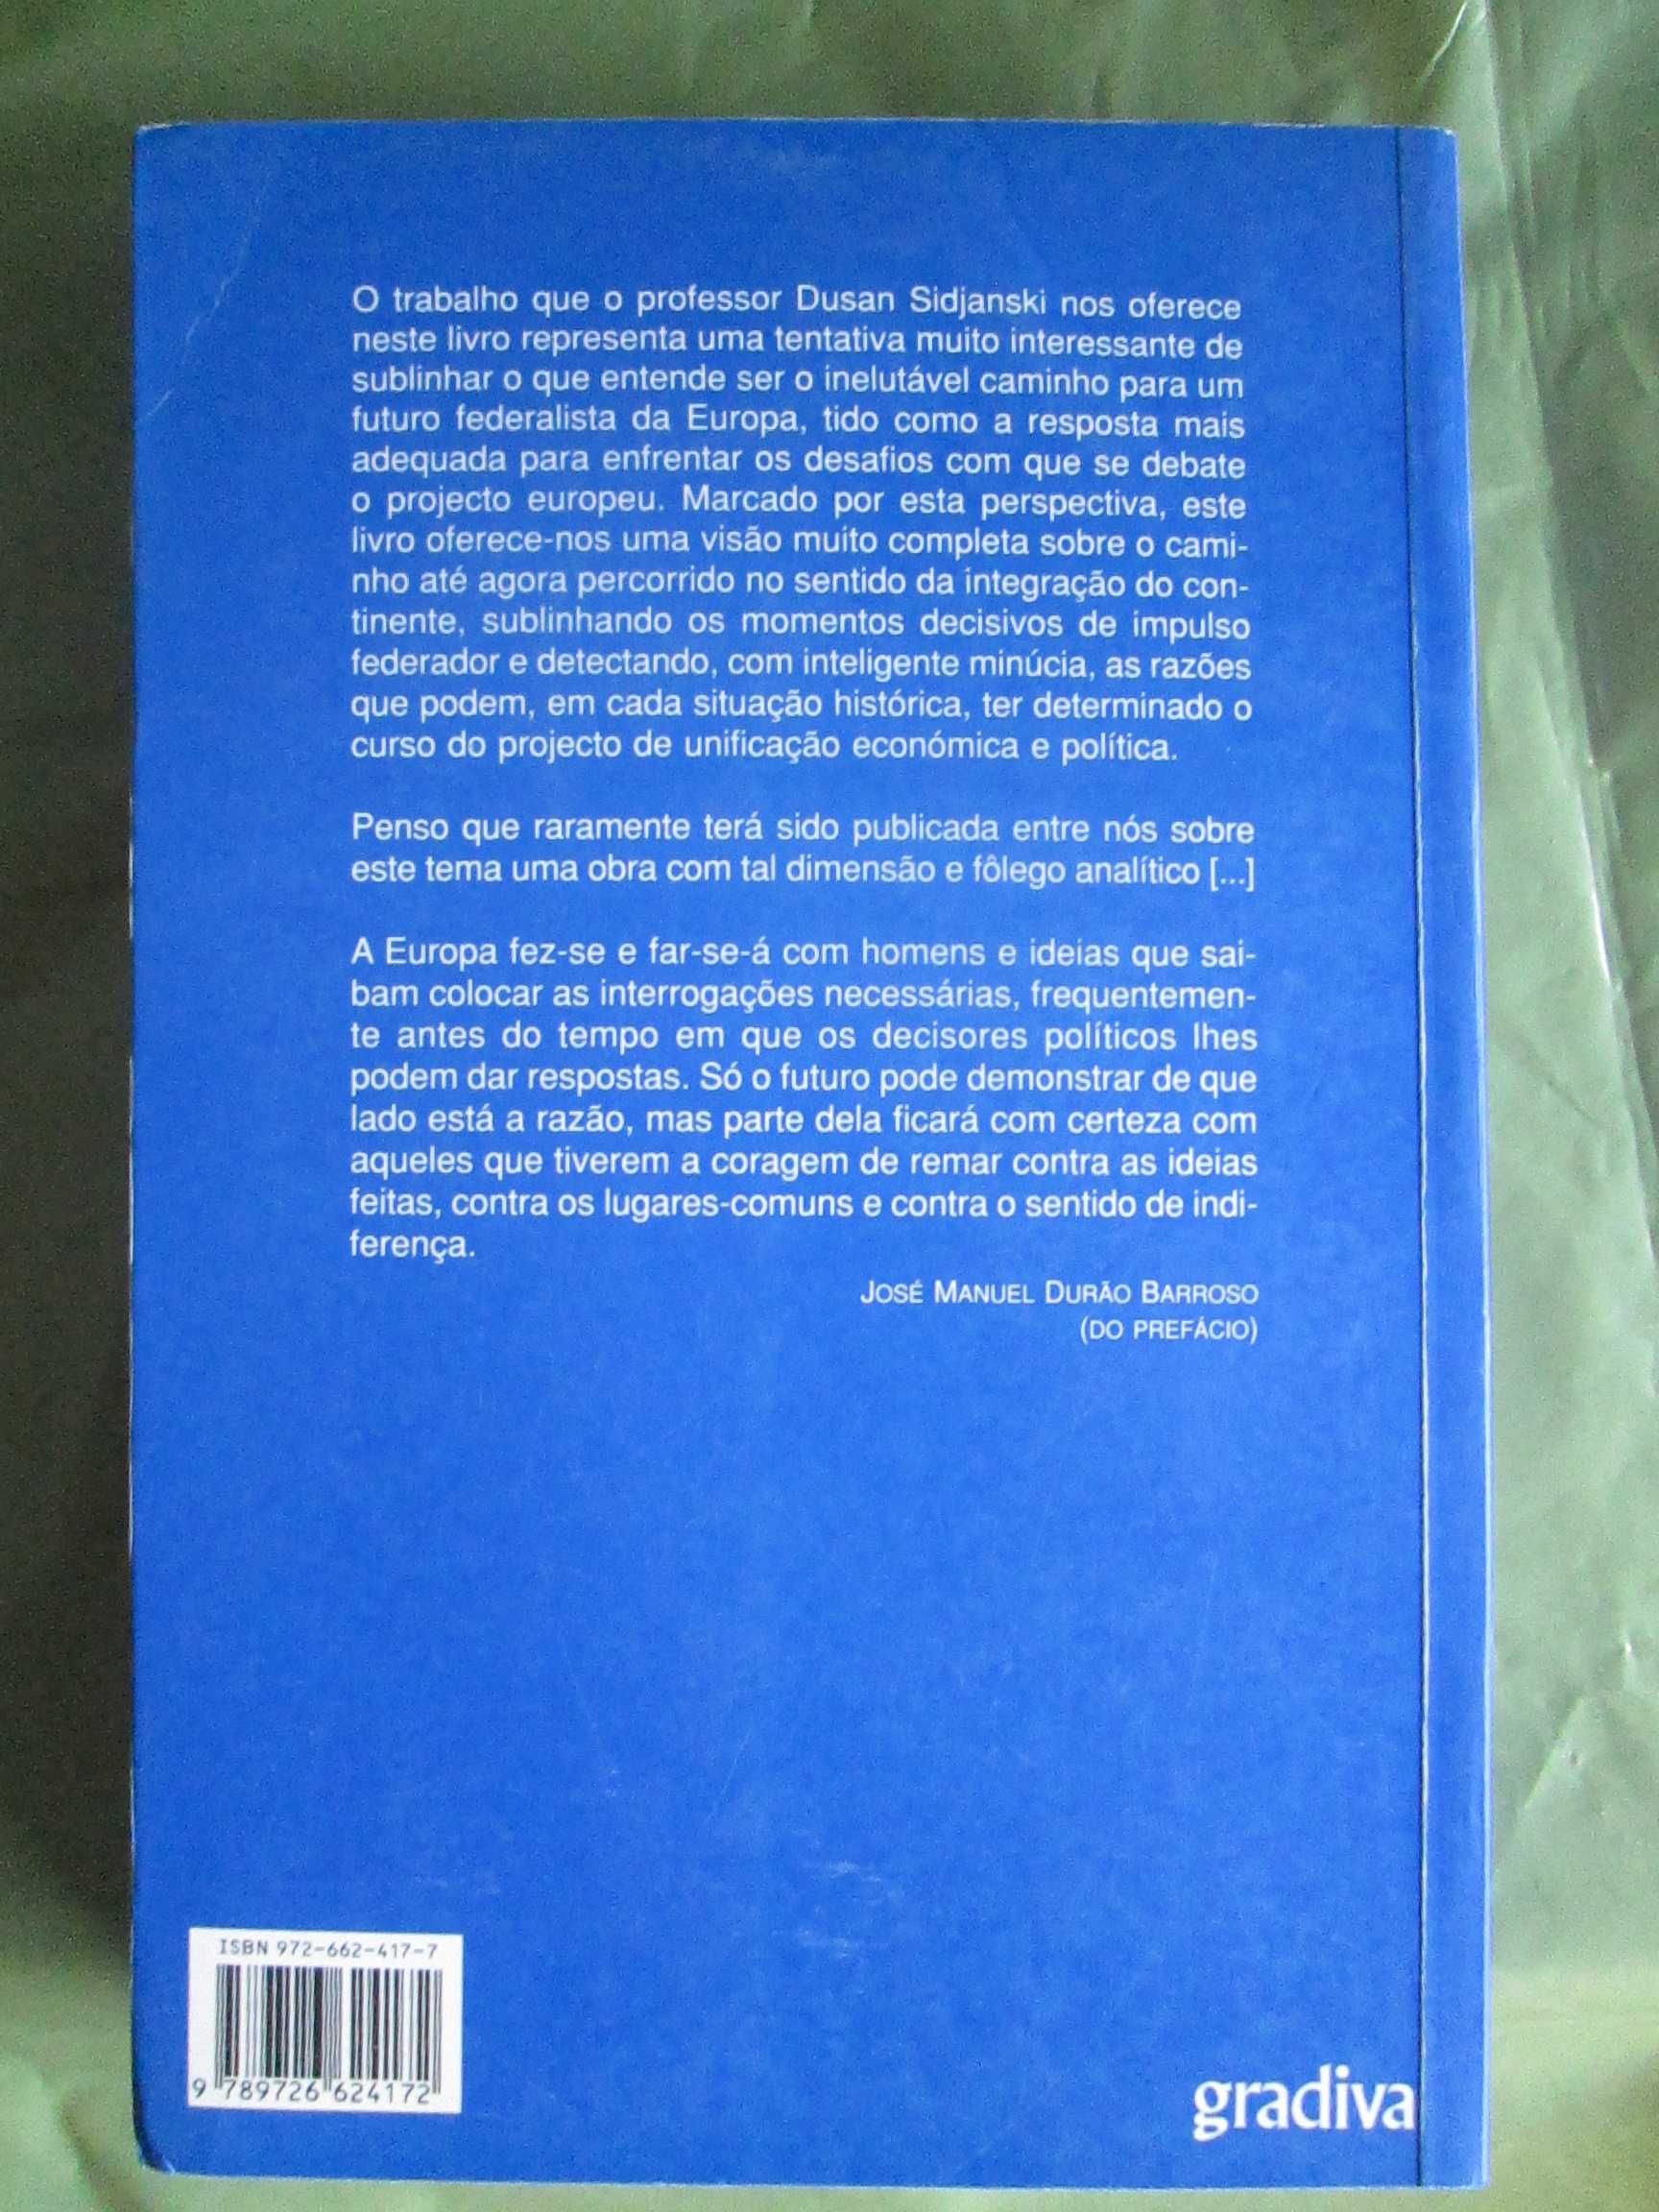 O trabalho que o professor Dusan Sidjanski nos oferece
neste livro representa uma tentativa muito interessante de
sublinhar o que entende ser o inelutável caminho para um
futuro federalista da Europa, tido como a resposta mais
adequada para enfrentar os desafios com que se debate
o projecto europeu. Marcado por esta perspectiva, este
livro oferece-nos uma visão muito completa sobre o cami-
nho até agora percorrido no sentido da integração do con-
tinente, sublinhando os momentos decisivos de impulso
federador e detectando, com inteligente minúcia, as razões
que podem, em cada situação histórica, ter determinado o
curso do projecto de unificação económica e política.
Penso que raramente terá sido publicada entre nós sobre
este tema uma obra com tal dimensão e fôlego analítico [...]
A Europa fez-se e far-se-á com homens e ideias que sai-
bam colocar as interrogações necessárias, frequentemen-
te antes do tempo em que os decisores políticos lhes
podem dar respostas. Só o futuro pode demonstrar de que
lado está a razão, mas parte dela ficará com certeza com
aqueles que tiverem a coragem de remar contra as ideias
feitas, contra os lugares-comuns e contra o sentido de indi-
ferença.
JOSÉ MANUEL DURÃO BARROSO
(DO PREFÁCIO)
ISBN 972-662-417-7
9 789726 624172
gradiva